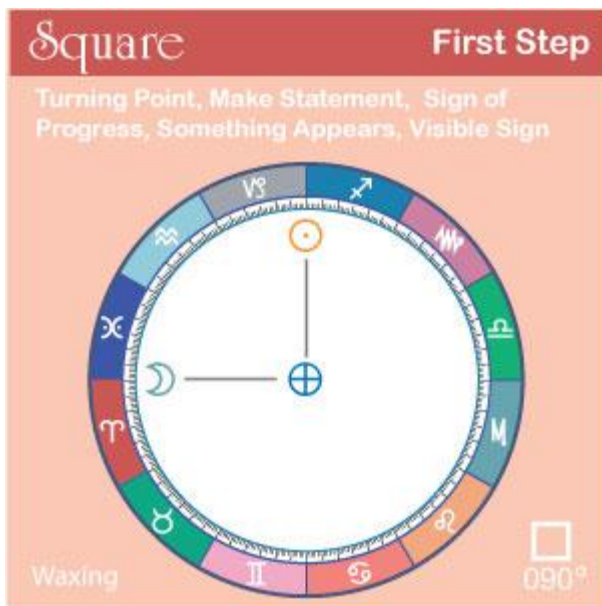 Square
First Step
Turning Point, Make Statement, Sign of
Progress, Something Appears, Visible Sign
Waxing
090°